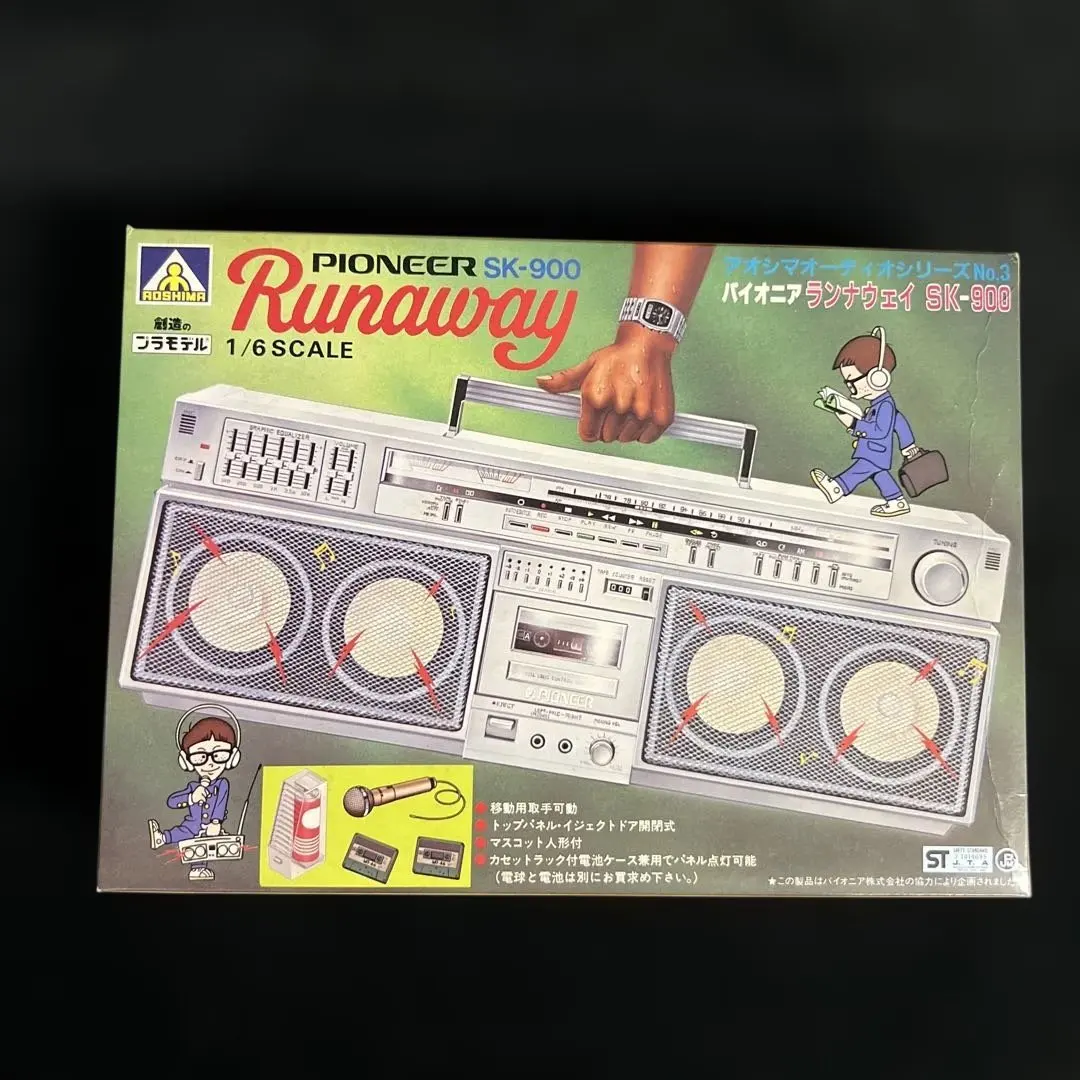 PIONEER SK-900
Runaway
1/6 SCALE
AOSHIMA
創造の
プラモデル
アオシマオーディオシリーズNo.3
パイオニア ランナウェイ SK-900
GRAPHIC EQUALIZER
VOLUME
TUNING
TAPE COUNTER RESET
A
PIONEER
EJECT
移動用取手可動
トップパネル・イジェクトドア開閉式
マスコット人形付
カセットラック付電池ケース兼用でパネル点灯可能
(電球と電池は別にお買求め下さい。)
ST
SAFETY STANDARDS
J.T.A
★この製品はパイオニア株式会社の協力により企画されました